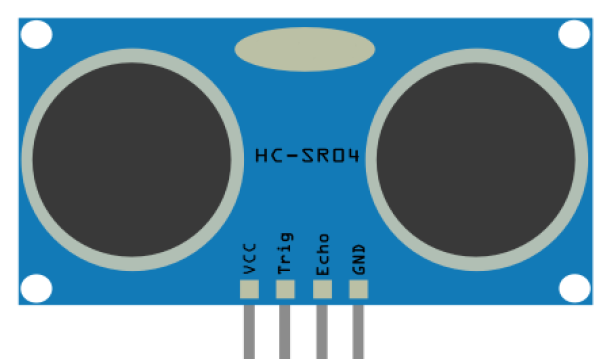 HC-SR04
VCC
Trig
Echo
GND